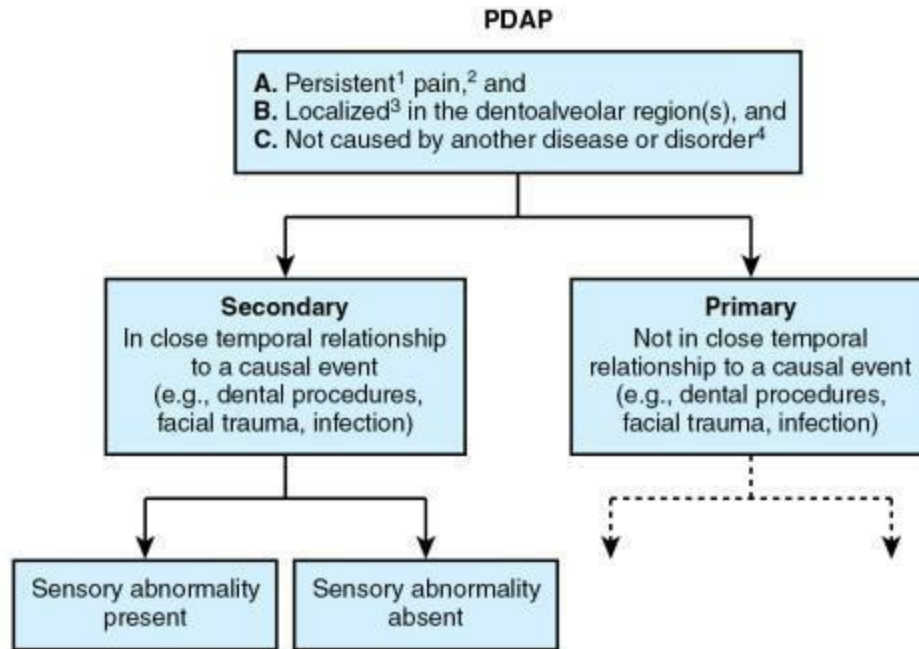 PDAP
A. Persistent¹ pain,² and
B. Localized³ in the dentoalveolar region(s), and
C. Not caused by another disease or disorder⁴
Secondary
In close temporal relationship
to a causal event
(e.g., dental procedures,
facial trauma, infection)
Primary
Not in close temporal
relationship to a causal event
(e.g., dental procedures,
facial trauma, infection)
Sensory abnormality
present
Sensory abnormality
absent